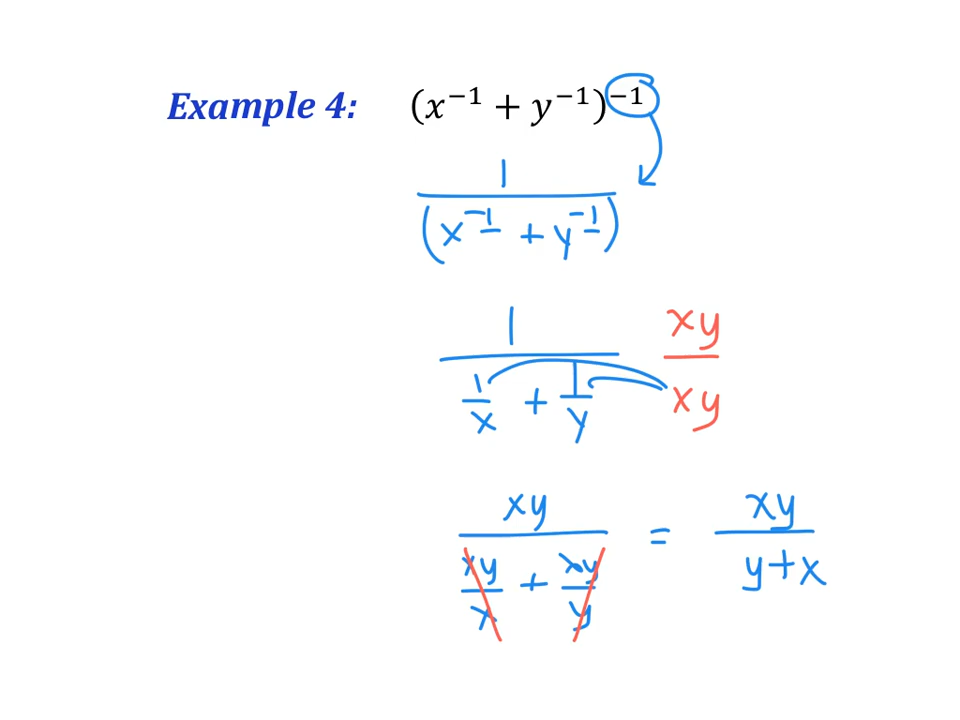 Example 4: (x⁻¹ + y⁻¹)⁻¹
1
(x⁻¹ + y⁻¹)
1 xy
1/x + 1/y xy
xy = xy
xy/x + xy/y y+x